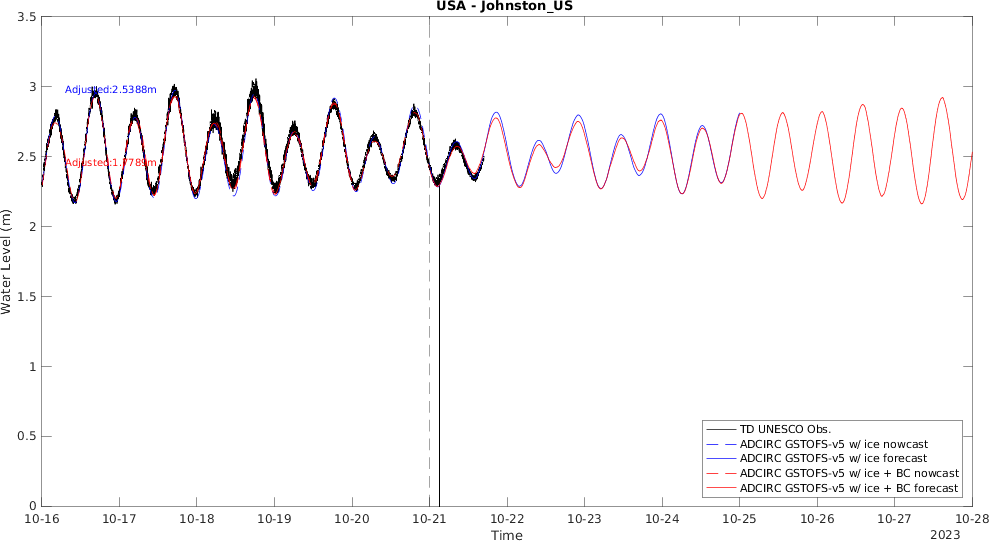 USA - Johnston_US
3.5
3
2.5
2
1.5
1
0.5
0
Water Level (m)
Adjusted:2.5388m
Adjusted:1.7789m
TD UNESCO Obs.
ADCIRC GSTOFS-v5 w/ ice nowcast
ADCIRC GSTOFS-v5 w/ ice forecast
ADCIRC GSTOFS-v5 w/ ice + BC nowcast
ADCIRC GSTOFS-v5 w/ ice + BC forecast
10-16 10-17 10-18 10-19 10-20 10-21 10-22 10-23 10-24 10-25 10-26 10-27 10-28
Time
2023